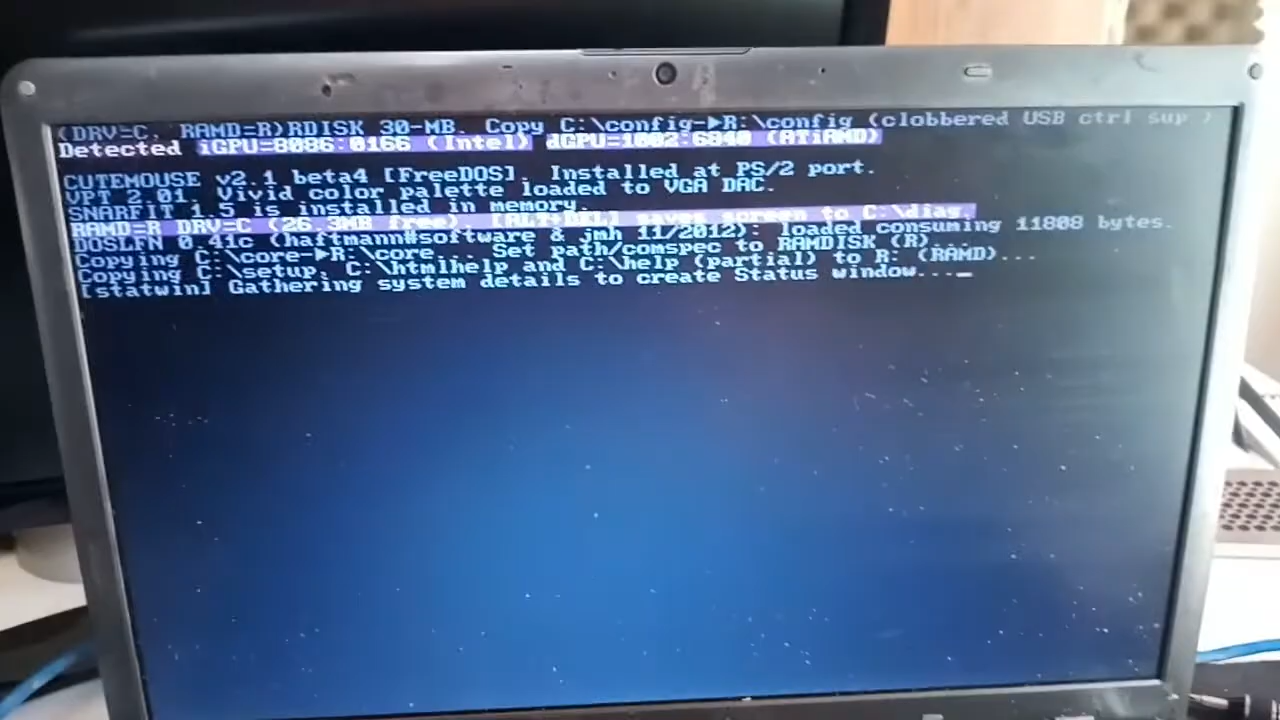 (DRV=C, RAMD=R)RDISK 30-MB. Copy C:\config-►R:\config (clobbered USB ctrl sup )
Detected iGPU=8086:0166 (Intel) dGPU=1002:6840 (ATiAMD)
CUTEMOUSE v2.1 beta4 [FreeDOS]. Installed at PS/2 port.
VPT 2.01, Vivid color palette loaded to VGA DAC.
SNARFIT 1.5 is installed in memory.
RAMD=R DRV=C (26.3MB free). [ALT+DEL] saves screen to C:\diag.
DOSLFN 0.41c (haftmann#software & jmh 11/2012): loaded consuming 11808 bytes.
Copying C:\core-►R:\core... Set path/comspec to RAMDISK (R)...
Copying C:\setup, C:\htmlhelp and C:\help (partial) to R: (RAMD)...
[statwin] Gathering system details to create Status window...._